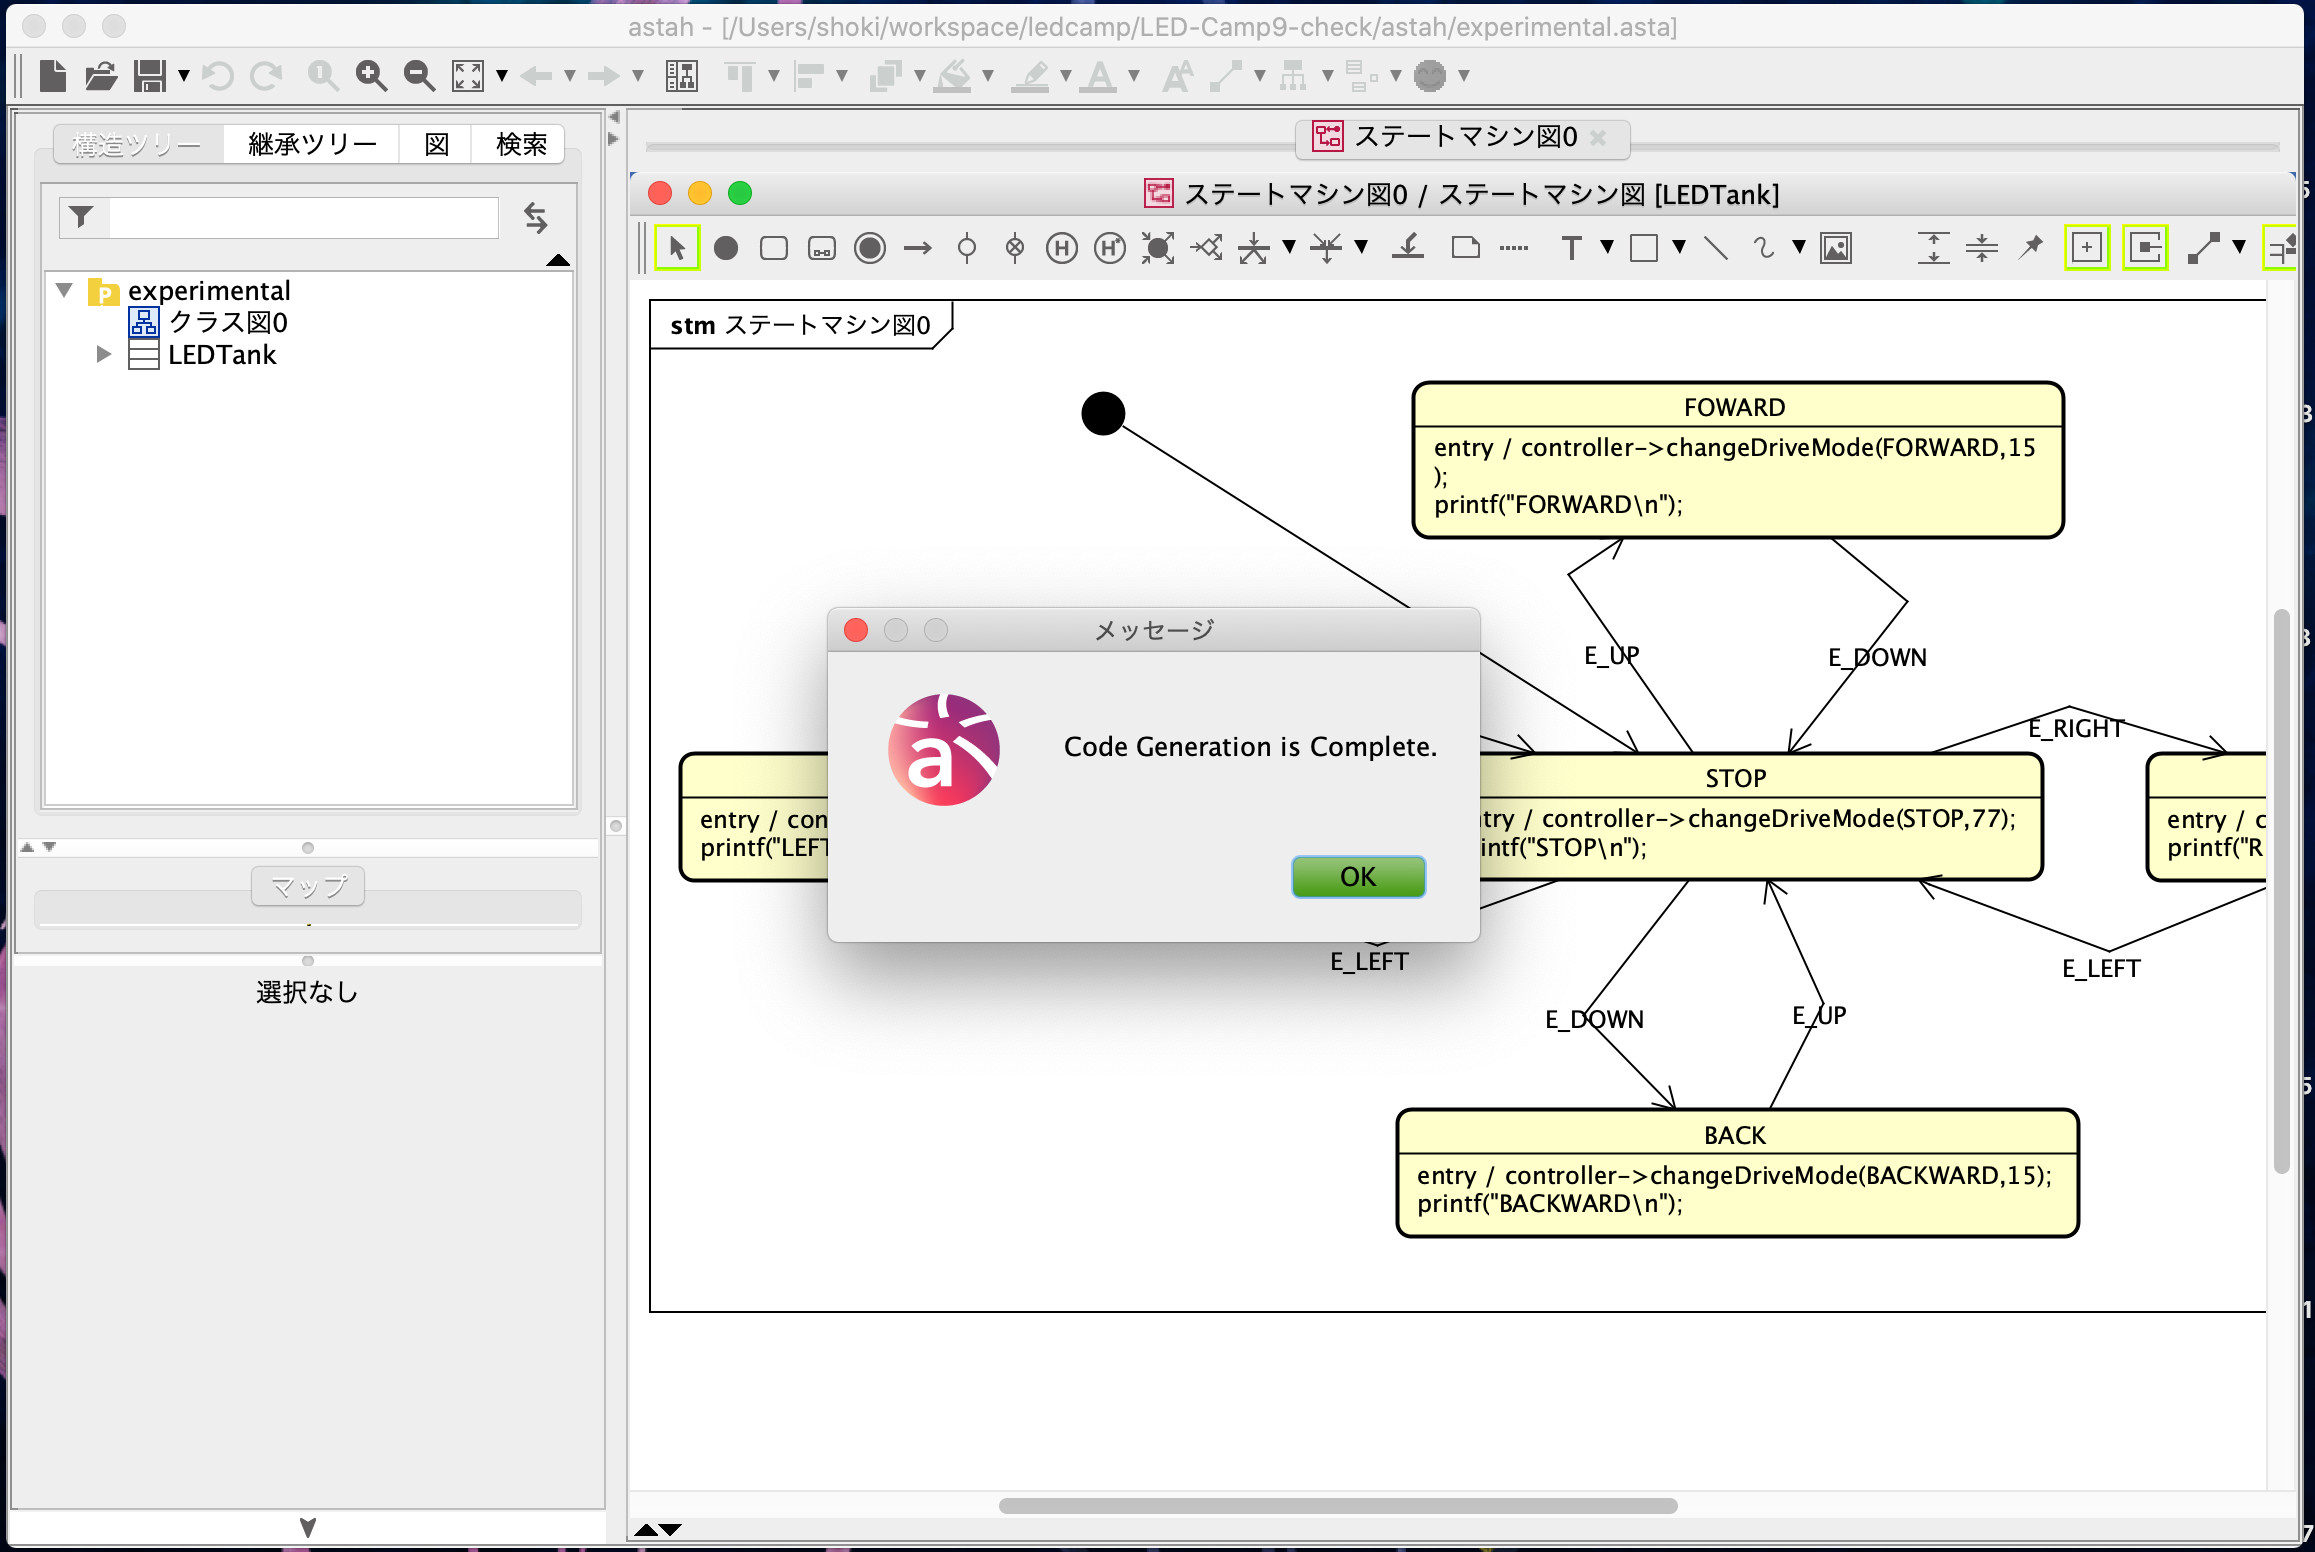 astah - [/Users/shoki/workspace/ledcamp/LED-Camp9-check/astah/experimental.asta]
構造ツリー 継承ツリー 図 検索
experimental
クラス図0
LEDTank
マップ
選択なし
ステートマシン図0
ステートマシン図0 / ステートマシン図 [LEDTank]
stm ステートマシン図0
FOWARD
entry / controller->changeDriveMode(FORWARD,15
);
printf("FORWARD\n");
E_UP
E_DOWN
E_RIGHT
メッセージ
Code Generation is Complete.
OK
entry / con
printf("LEFT
STOP
try / controller->changeDriveMode(STOP,77);
intf("STOP\n");
entry / c
printf("R
E_LEFT
E_LEFT
E_DOWN
E_UP
BACK
entry / controller->changeDriveMode(BACKWARD,15);
printf("BACKWARD\n");